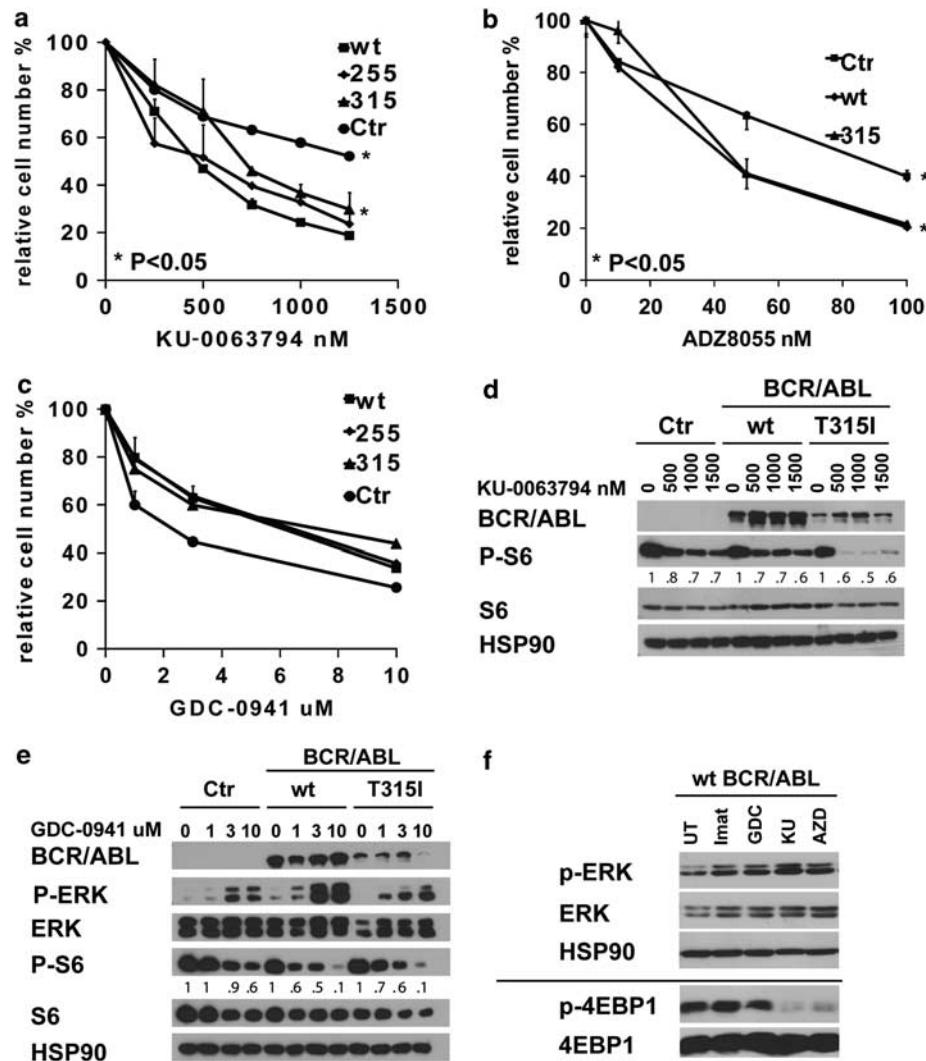 a
relative cell number %
100
80
60
40
20
0
wt
255
315
Ctr
*
*
* P<0.05
0 500 1000 1500
KU-0063794 nM
b
relative cell number %
100
80
60
40
20
0
Ctr
wt
315
*
*
* P<0.05
0 20 40 60 80 100
ADZ8055 nM
c
relative cell number %
100
80
60
40
20
0
wt
255
315
Ctr
0 2 4 6 8 10
GDC-0941 uM
d
BCR/ABL
Ctr wt T315I
KU-0063794 nM 0 500 1000 1500 0 500 1000 1500 0 500 1000 1500
BCR/ABL
P-S6
1 .8 .7 .7 1 .7 .7 .6 1 .6 .5 .6
S6
HSP90
e
BCR/ABL
Ctr wt T315I
GDC-0941 uM 0 1 3 10 0 1 3 10 0 1 3 10
BCR/ABL
P-ERK
ERK
P-S6
1 1 .9 .6 1 .6 .5 .1 1 .7 .6 .1
S6
HSP90
f
wt BCR/ABL
UT Imat GDC KU AZD
p-ERK
ERK
HSP90
p-4EBP1
4EBP1